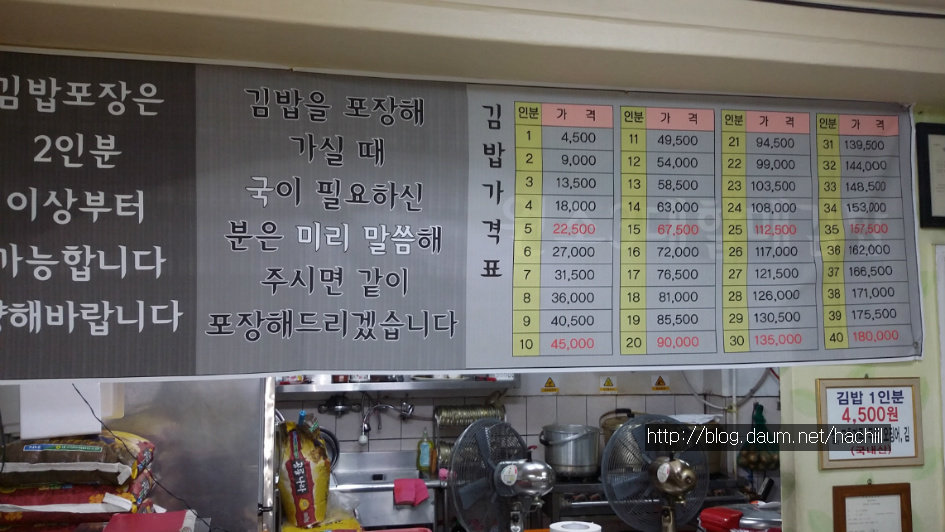 김밥포장은
2인분
이상부터
가능합니다
양해바랍니다
김밥을 포장해
가실 때
국이 필요하신
분은 미리 말씀해
주시면 같이
포장해드리겠습니다
김밥가격표
인분 가 격 인분 가 격 인분 가 격 인분 가 격
1 4,500 11 49,500 21 94,500 31 139,500
2 9,000 12 54,000 22 99,000 32 144,000
3 13,500 13 58,500 23 103,500 33 148,500
4 18,000 14 63,000 24 108,000 34 153,000
5 22,500 15 67,500 25 112,500 35 157,500
6 27,000 16 72,000 26 117,000 36 162,000
7 31,500 17 76,500 27 121,500 37 166,500
8 36,000 18 81,000 28 126,000 38 171,000
9 40,500 19 85,500 29 130,500 39 175,500
10 45,000 20 90,000 30 135,000 40 180,000
김밥 1인분
4,500원
오징어, 김
(국내산)
http://blog.daum.net/hachiil